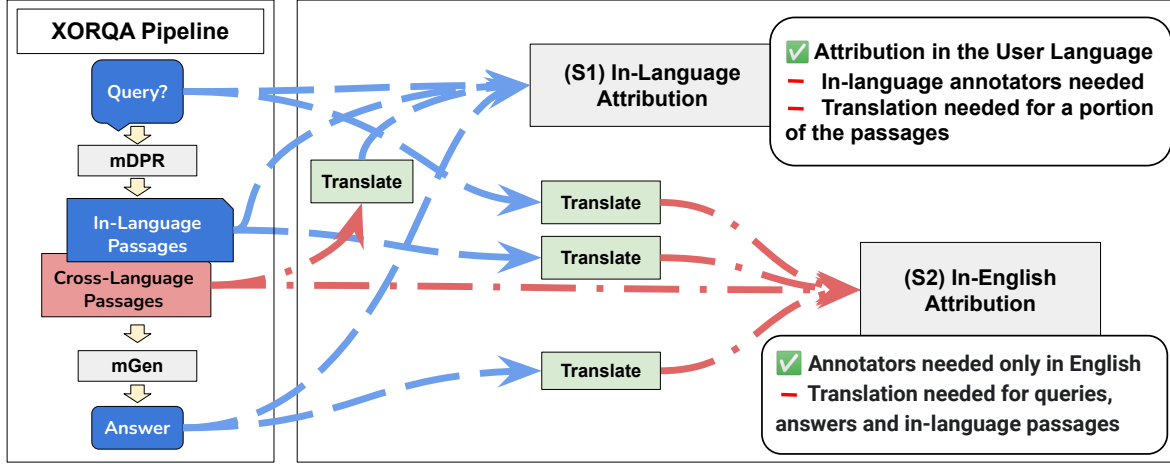 XORQA Pipeline
Query?
mDPR
In-Language
Passages
Cross-Language
Passages
mGen
Answer
Translate
(S1) In-Language
Attribution
✅ Attribution in the User Language
– In-language annotators needed
– Translation needed for a portion
of the passages
Translate
Translate
Translate
(S2) In-English
Attribution
✅ Annotators needed only in English
– Translation needed for queries,
answers and in-language passages